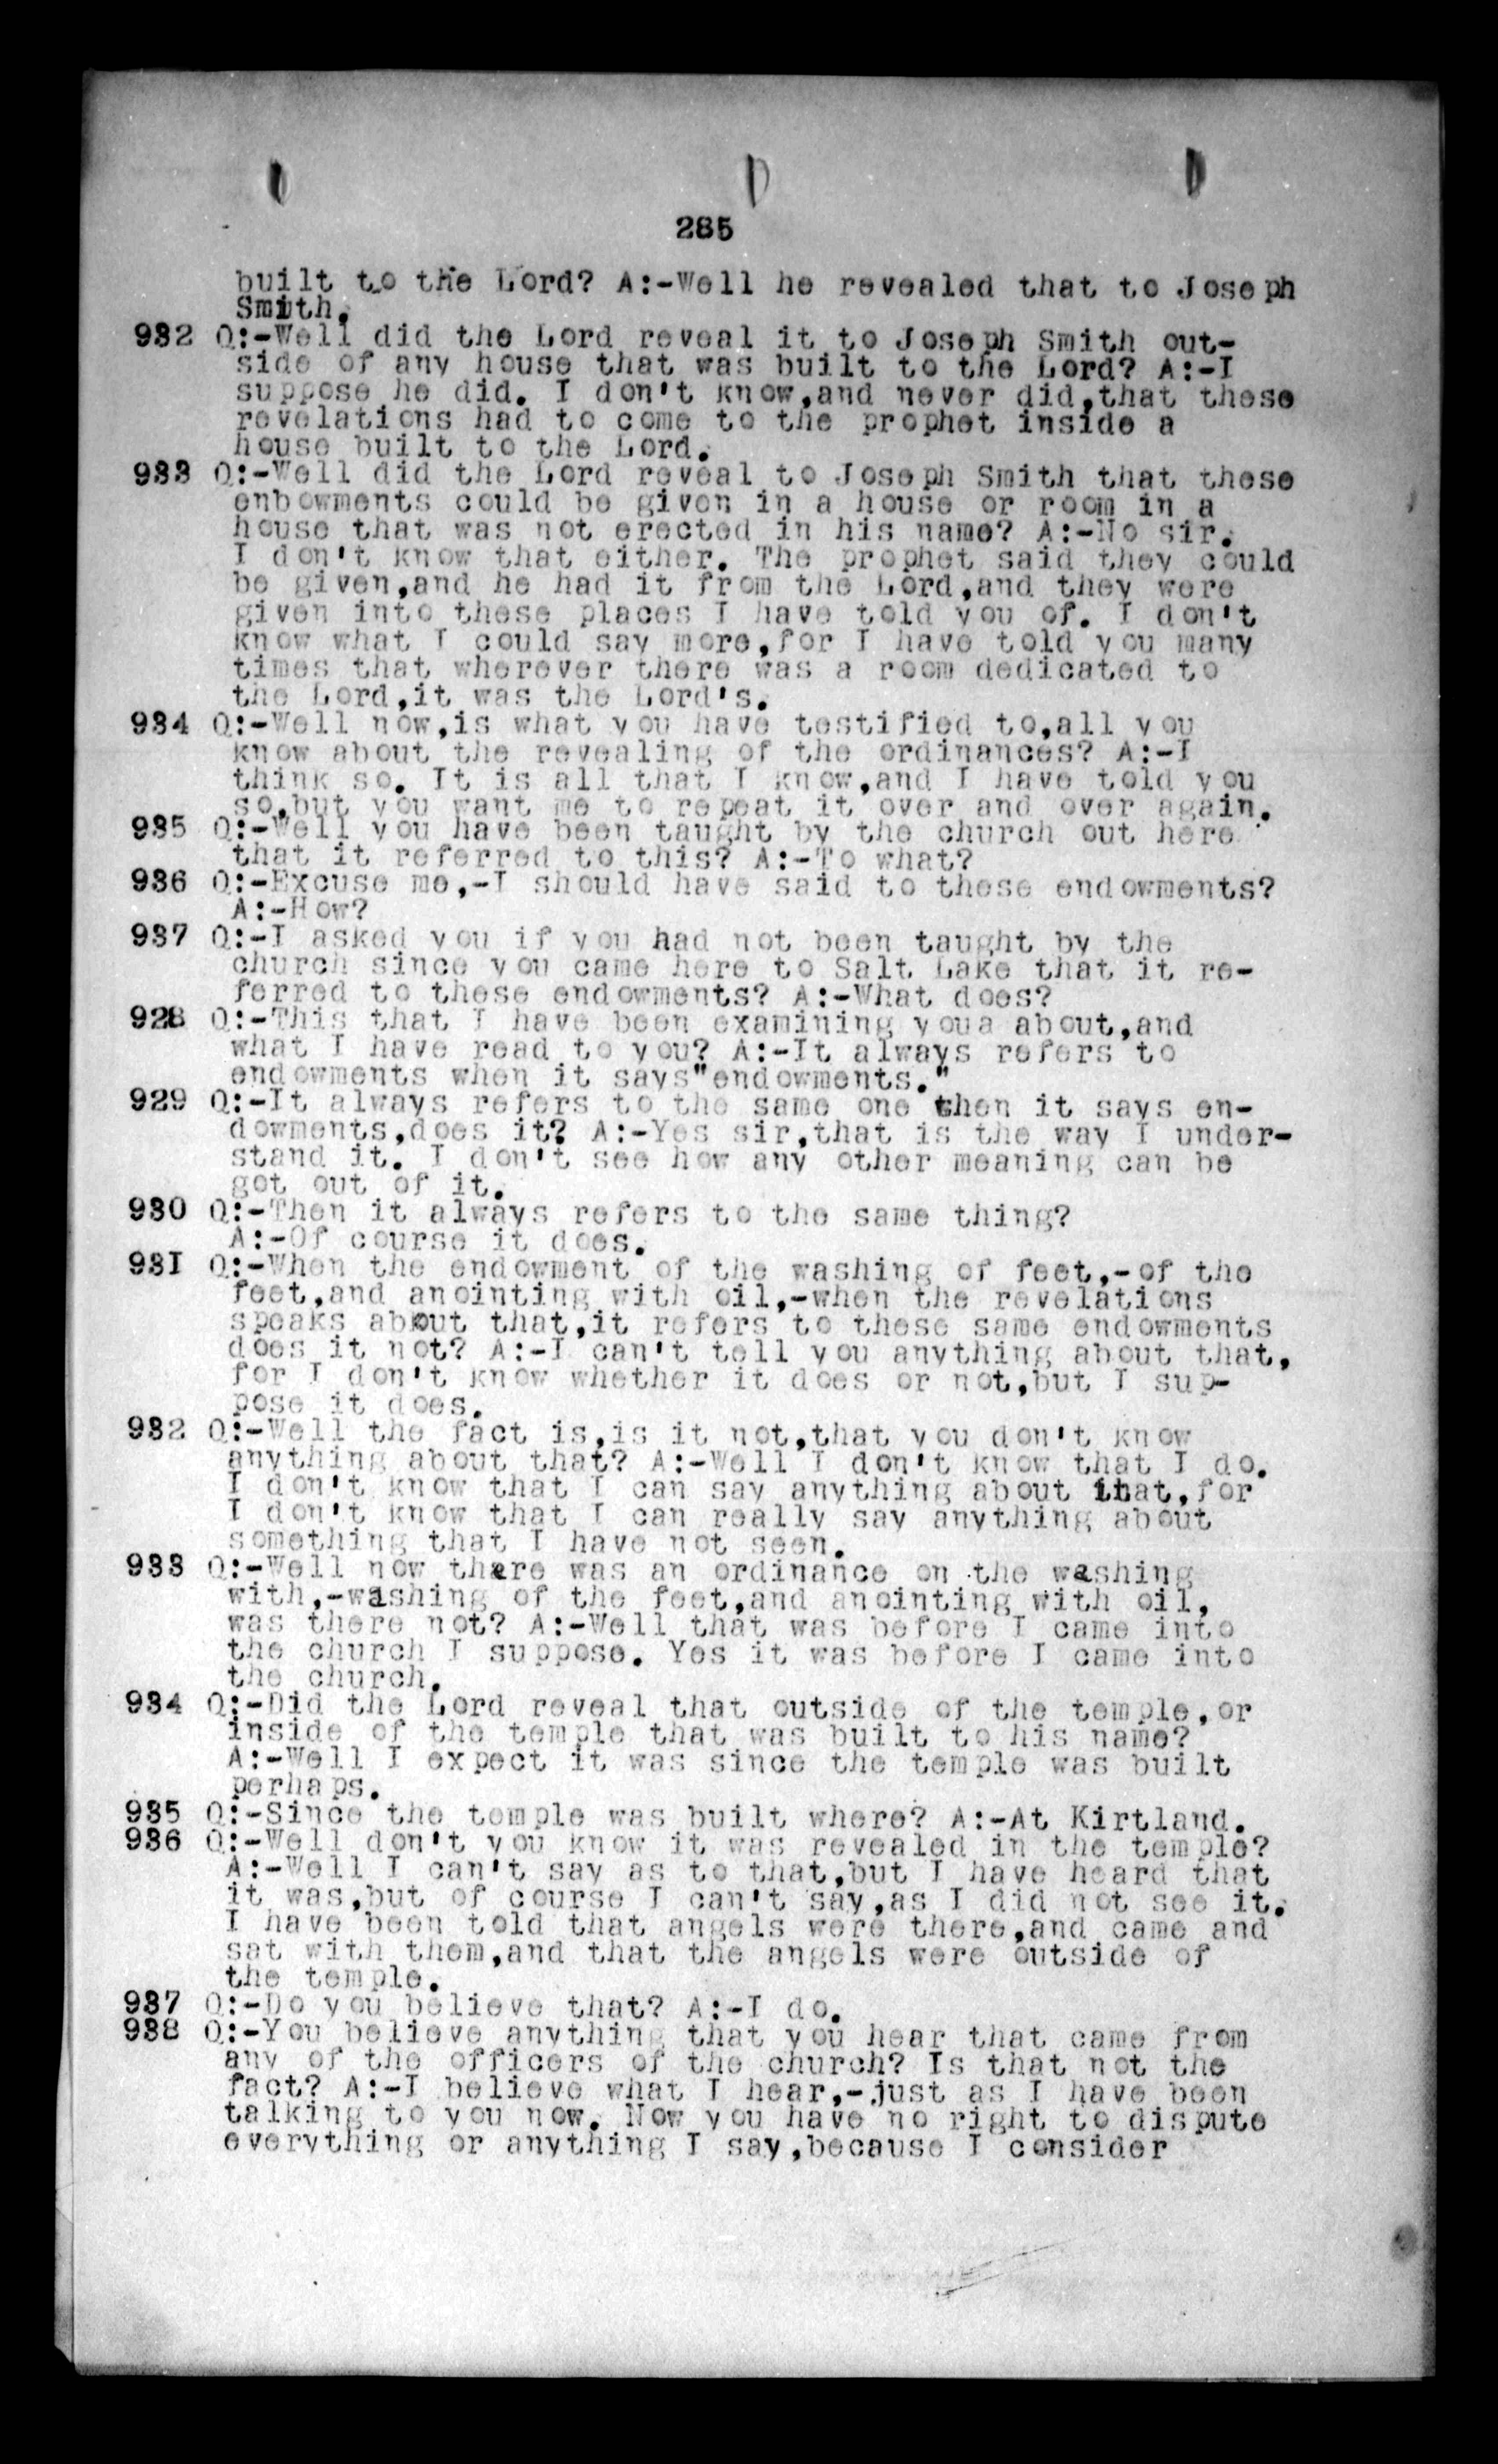 285
built to the Lord? A:-Well he revealed that to Joseph
Smith.
932 Q:-Well did the Lord reveal it to Joseph Smith out-
side of any house that was built to the Lord? A:-I
suppose he did. I don't know,and never did,that these
revelations had to come to the prophet inside a
house built to the Lord.
933 Q:-Well did the Lord reveal to Joseph Smith that these
enbowments could be given in a house or room in a
house that was not erected in his name? A:-No sir.
I don't know that either. The prophet said they could
be given,and he had it from the Lord,and they were
given into these places I have told you of. I don't
know what I could say more,for I have told you many
times that wherever there was a room dedicated to
the Lord,it was the Lord's.
934 Q:-Well now,is what you have testified to,all you
know about the revealing of the ordinances? A:-I
think so. It is all that I know,and I have told you
so,but you want me to repeat it over and over again.
935 Q:-Well you have been taught by the church out here
that it referred to this? A:-To what?
936 Q:-Excuse me,-I should have said to these endowments?
A:-How?
937 Q:-I asked you if you had not been taught by the
church since you came here to Salt Lake that it re-
ferred to these endowments? A:-What does?
928 Q:-This that I have been examining youa about,and
what I have read to you? A:-It always refers to
endowments when it says"endowments."
929 Q:-It always refers to the same one when it says en-
dowments,does it? A:-Yes sir,that is the way I under-
stand it. I don't see how any other meaning can be
got out of it.
930 Q:-Then it always refers to the same thing?
A:-Of course it does.
931 Q:-When the endowment of the washing of feet,-of the
feet,and anointing with oil,-when the revelations
speaks about that,it refers to these same endowments
does it not? A:-I can't tell you anything about that,
for I don't know whether it does or not,but I sup-
pose it does.
932 Q:-Well the fact is,is it not,that you don't know
anything about that? A:-Well I don't know that I do.
I don't know that I can say anything about that,for
I don't know that I can really say anything about
something that I have not seen.
933 Q:-Well now there was an ordinance on the washing
with,-washing of the feet,and anointing with oil,
was there not? A:-Well that was before I came into
the church I suppose. Yes it was before I came into
the church.
934 Q:-Did the Lord reveal that outside of the temple,or
inside of the temple that was built to his name?
A:-Well I expect it was since the temple was built
perhaps.
935 Q:-Since the temple was built where? A:-At Kirtland.
936 Q:-Well don't you know it was revealed in the temple?
A:-Well I can't say as to that,but I have heard that
it was,but of course I can't say,as I did not see it.
I have been told that angels were there,and came and
sat with them,and that the angels were outside of
the temple.
937 Q:-Do you believe that? A:-I do.
938 Q:-You believe anything that you hear that came from
any of the officers of the church? Is that not the
fact? A:-I believe what I hear,-just as I have been
talking to you now. Now you have no right to dispute
everything or anything I say,because I consider